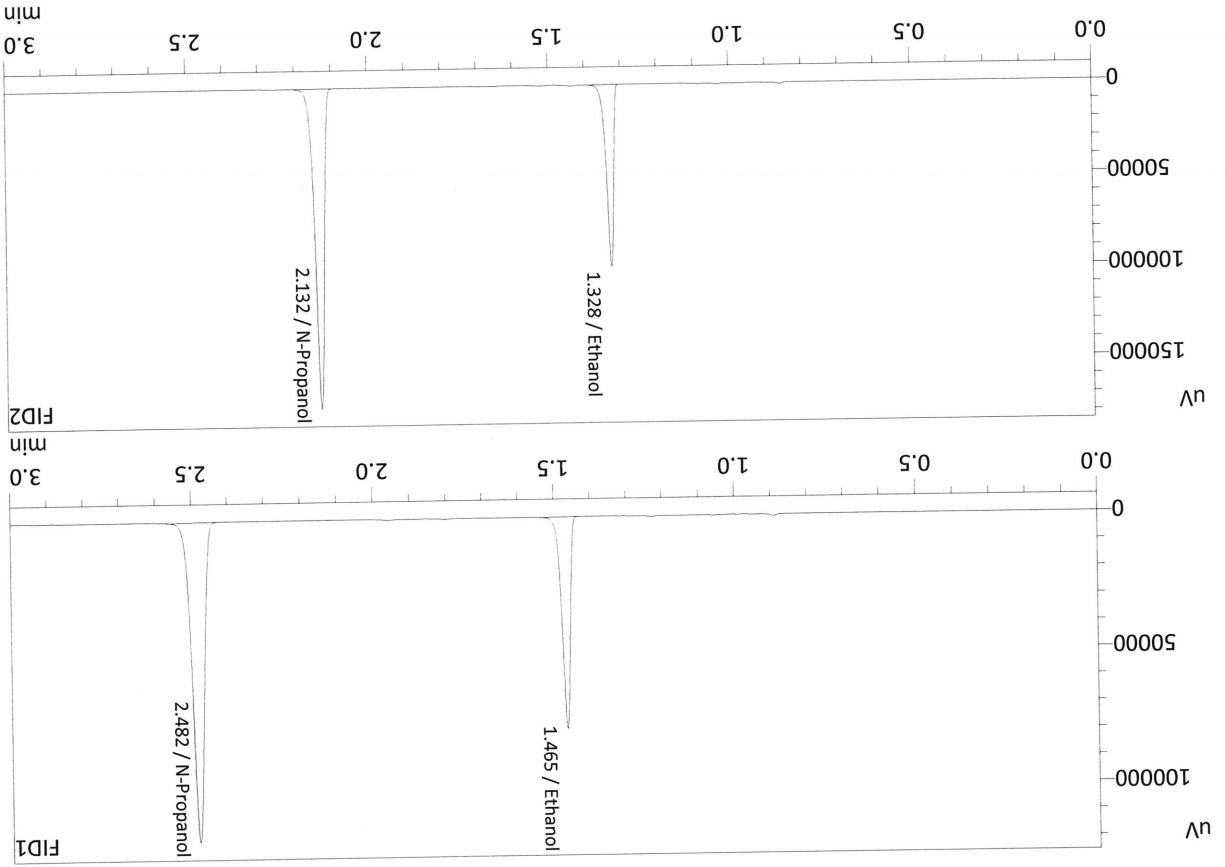 uV
FID1
100000
50000
0
1.465 / Ethanol
2.482 / N-Propanol
0.0
0.5
1.0
1.5
2.0
2.5
3.0
min
uV
FID2
150000
100000
50000
0
1.328 / Ethanol
2.132 / N-Propanol
0.0
0.5
1.0
1.5
2.0
2.5
3.0
min